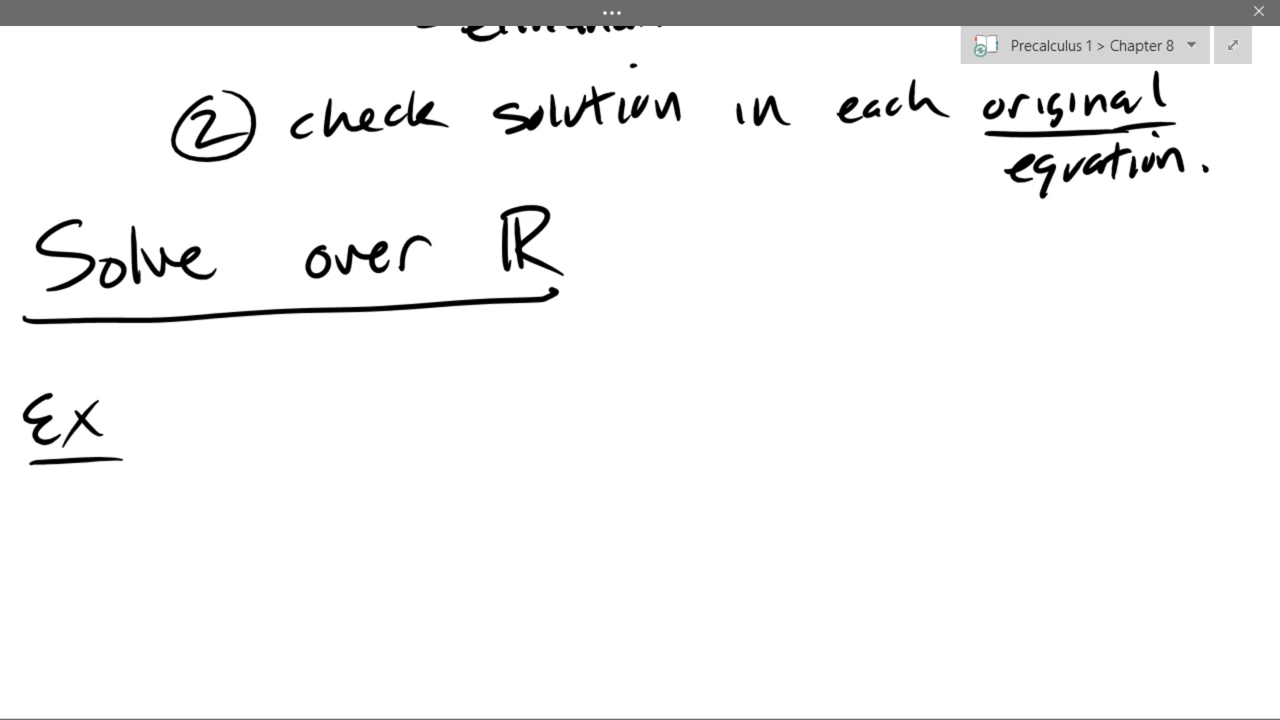 Precalculus 1 > Chapter 8
② check solution in each original
equation.
Solve over ℝ
Ex